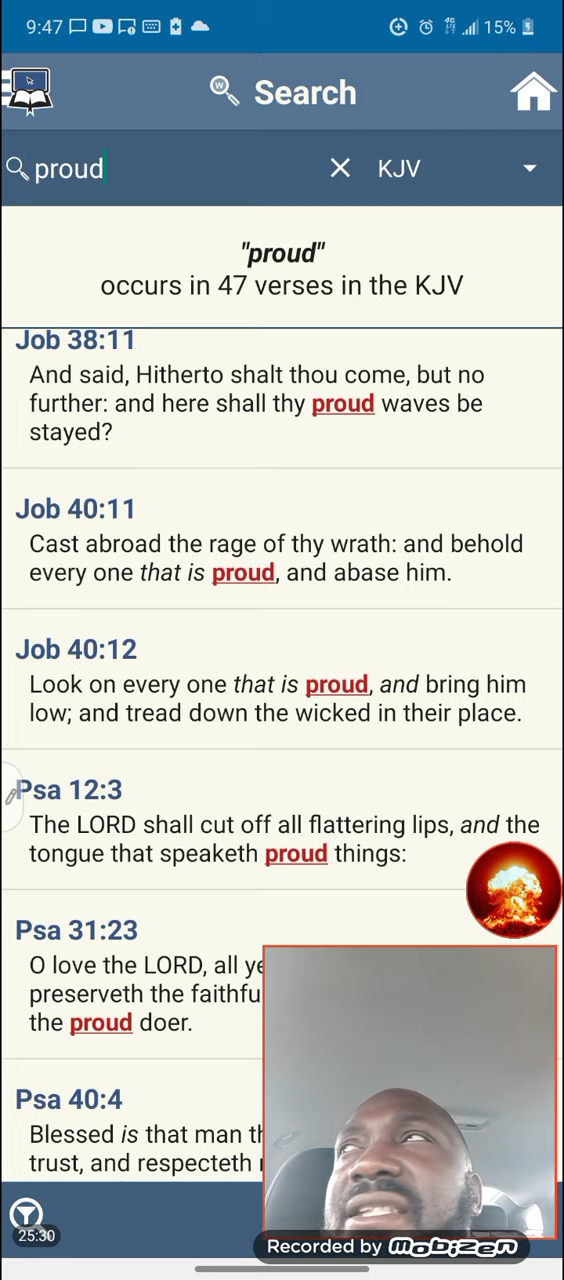 9:47
4G
15%
W
Search
proud
KJV
"proud"
occurs in 47 verses in the KJV
Job 38:11
And said, Hitherto shalt thou come, but no
further: and here shall thy proud waves be
stayed?
Job 40:11
Cast abroad the rage of thy wrath: and behold
every one that is proud, and abase him.
Job 40:12
Look on every one that is proud, and bring him
low; and tread down the wicked in their place.
Psa 12:3
The LORD shall cut off all flattering lips, and the
tongue that speaketh proud things:
Psa 31:23
O love the LORD, all ye
preserveth the faithfu
the proud doer.
Psa 40:4
Blessed is that man th
trust, and respecteth
25:30
Recorded by Mobizen